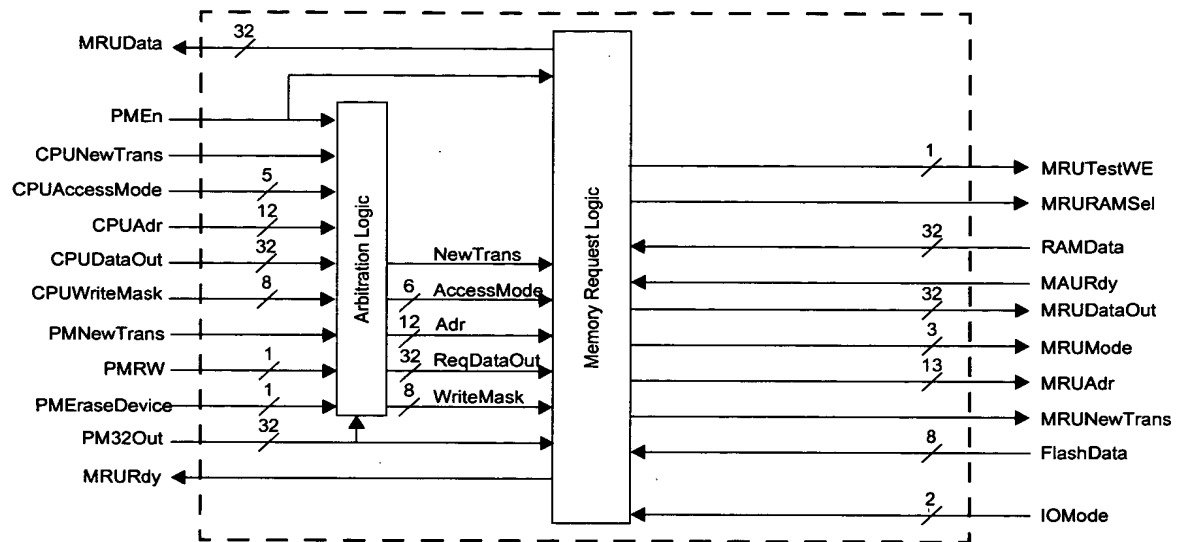 MRUData
32
PMEn
CPUNewTrans
CPUAccessMode
5
CPUAdr
12
CPUDataOut
32
CPUWriteMask
8
PMNewTrans
PMRW
1
PMEraseDevice
1
PM32Out
32
MRURdy
Arbitration Logic
NewTrans
6
AccessMode
12
Adr
32
ReqDataOut
8
WriteMask
Memory Request Logic
1
MRUTestWE
MRURAMSel
32
RAMData
MAURdy
32
MRUDataOut
3
MRUMode
13
MRUAdr
MRUNewTrans
8
FlashData
2
IOMode